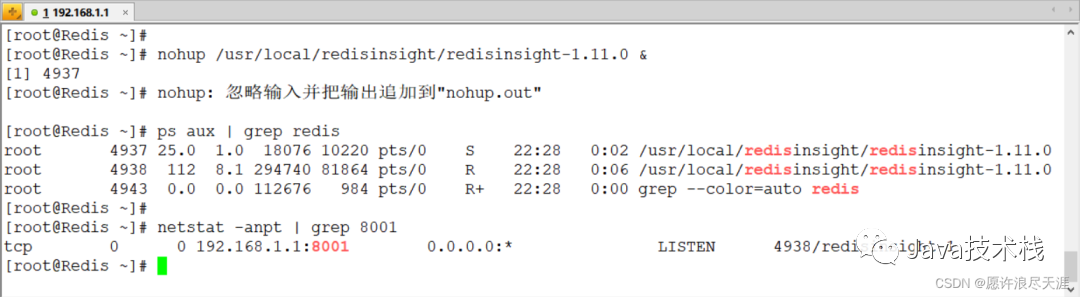 1 192.168.1.1 ×
[root@Redis ~]#
[root@Redis ~]# nohup /usr/local/redisinsight/redisinsight-1.11.0 &
[1] 4937
[root@Redis ~]# nohup: 忽略输入并把输出追加到"nohup.out"
[root@Redis ~]# ps aux | grep redis
root 4937 25.0 1.0 18076 10220 pts/0 S 22:28 0:02 /usr/local/redisinsight/redisinsight-1.11.0
root 4938 112 8.1 294740 81864 pts/0 R 22:28 0:06 /usr/local/redisinsight/redisinsight-1.11.0
root 4943 0.0 0.0 112676 984 pts/0 R+ 22:28 0:00 grep --color=auto redis
[root@Redis ~]#
[root@Redis ~]# netstat -anpt | grep 8001
tcp 0 0 192.168.1.1:8001 0.0.0.0:* LISTEN 4938/redisinsight-1
[root@Redis ~]#
Java技术栈
CSDN @愿许浪尽天涯